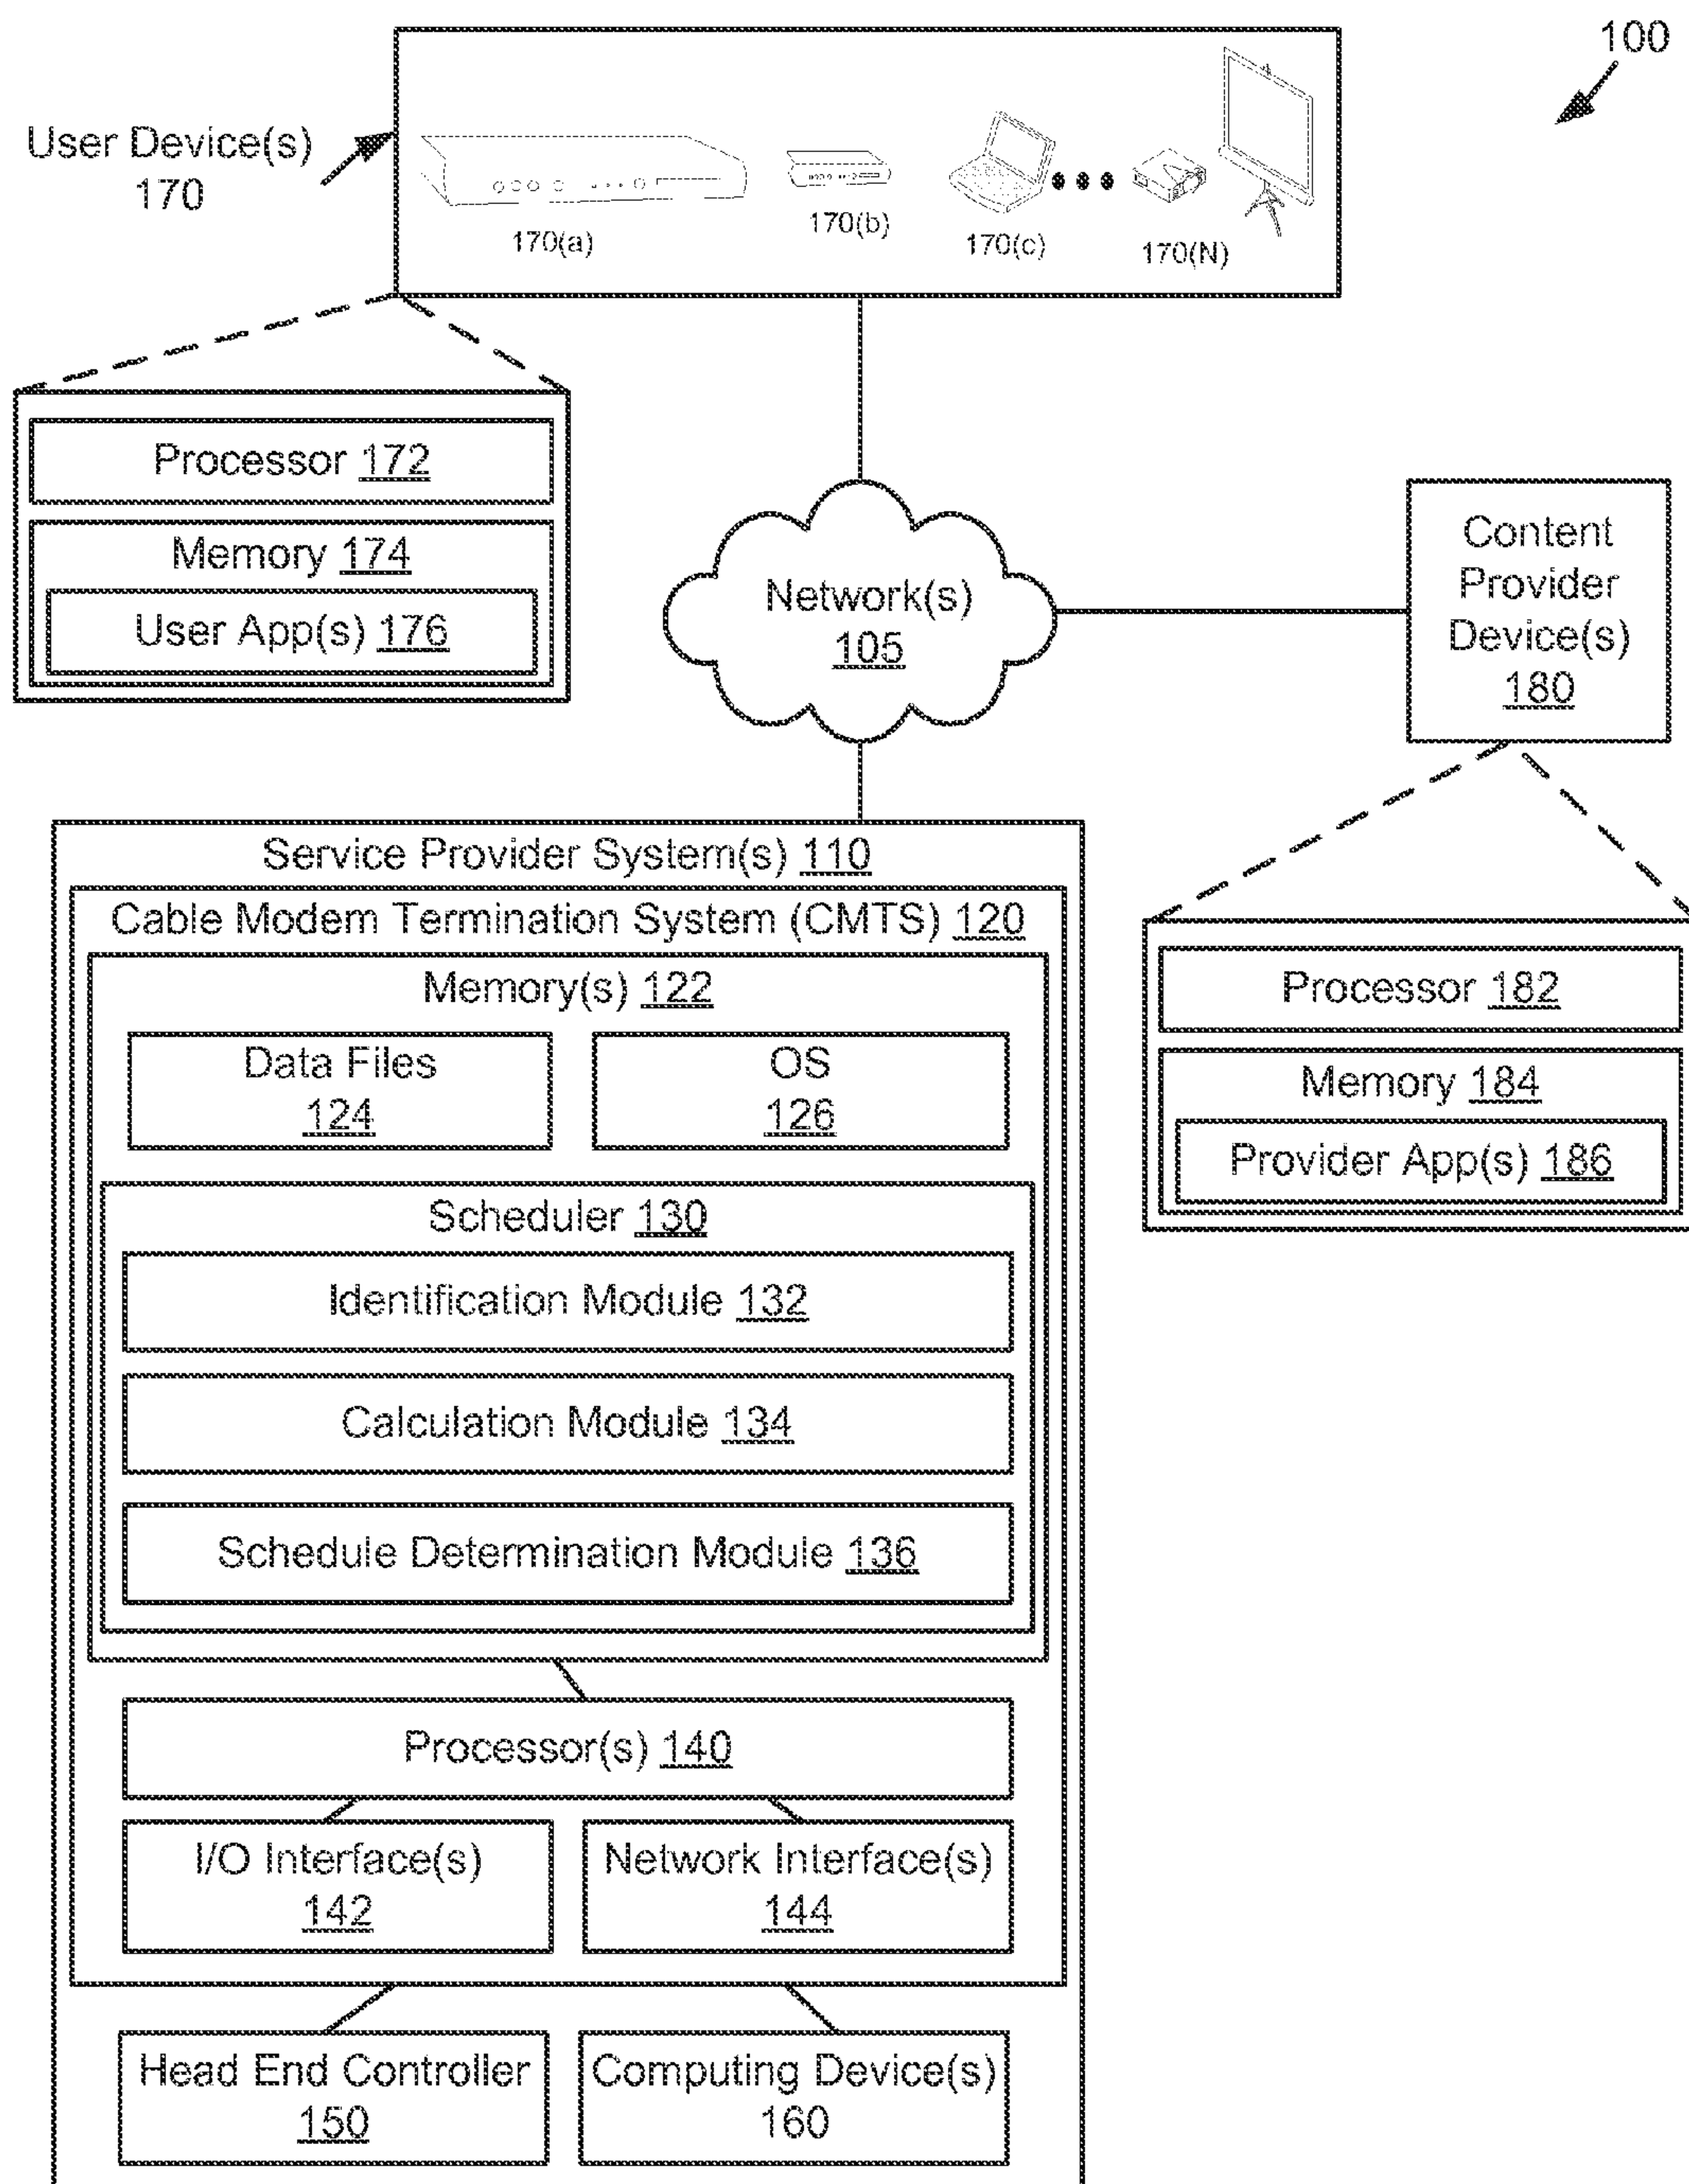 100
User Device(s)
170
170(a)
170(b)
170(c)
170(N)
Processor 172
Memory 174
User App(s) 176
Network(s)
105
Content
Provider
Device(s)
180
Service Provider System(s) 110
Cable Modem Termination System (CMTS) 120
Memory(s) 122
Data Files
124
OS
126
Scheduler 130
Identification Module 132
Calculation Module 134
Schedule Determination Module 136
Processor(s) 140
I/O Interface(s)
142
Network Interface(s)
144
Head End Controller
150
Computing Device(s)
160
Processor 182
Memory 184
Provider App(s) 186